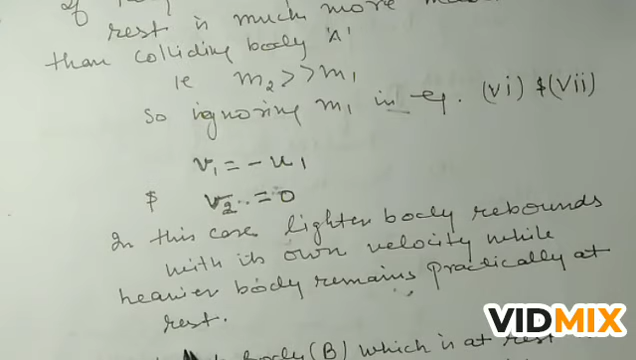 of
rest is much more
than colliding body 'A'
ie m₂ >> m₁
So ignoring m₁ in eq. (vi) $ (vii)
v₁ = - u₁
$ v₂ = 0
In this case lighter body rebounds
with its own velocity while
heavier body remains practically at
rest.
body (B) which is at rest
VIDMIX